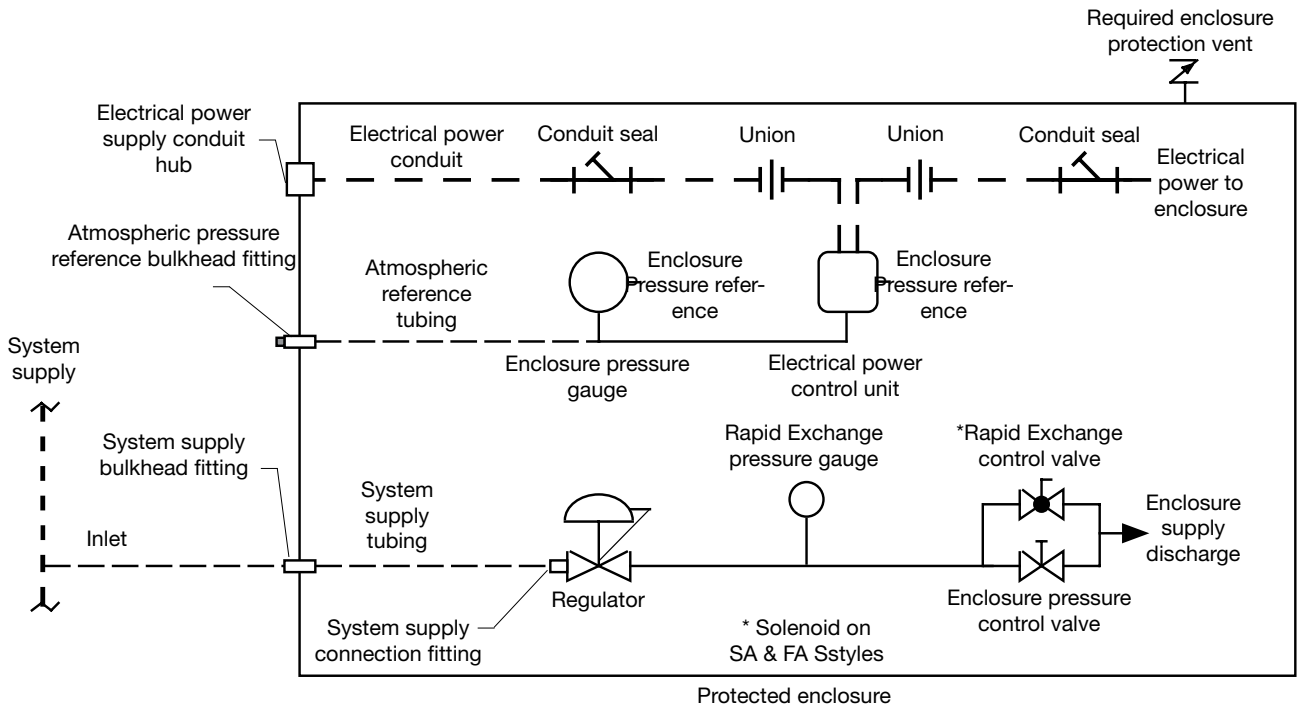 Required enclosure
protection vent
Electrical power
supply conduit
hub
Electrical power
conduit
Conduit seal
Union
Union
Conduit seal
Electrical
power to
enclosure
Atmospheric pressure
reference bulkhead fitting
Atmospheric
reference
tubing
Enclosure
Pressure refer-
ence
Enclosure
Pressure refer-
ence
System
supply
Enclosure pressure
gauge
Electrical power
control unit
System supply
bulkhead fitting
System
supply
tubing
Rapid Exchange
pressure gauge
*Rapid Exchange
control valve
Enclosure
supply
discharge
Inlet
Regulator
Enclosure pressure
control valve
System supply
connection fitting
* Solenoid on
SA & FA Sstyles
Protected enclosure